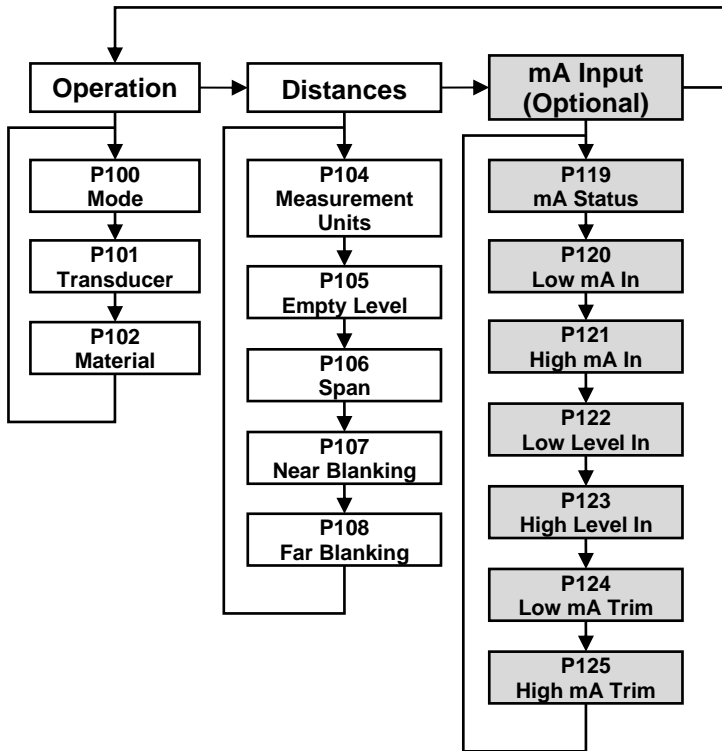 Operation
P100
Mode
P101
Transducer
P102
Material
Distances
P104
Measurement
Units
P105
Empty Level
P106
Span
P107
Near Blanking
P108
Far Blanking
mA Input
(Optional)
P119
mA Status
P120
Low mA In
P121
High mA In
P122
Low Level In
P123
High Level In
P124
Low mA Trim
P125
High mA Trim